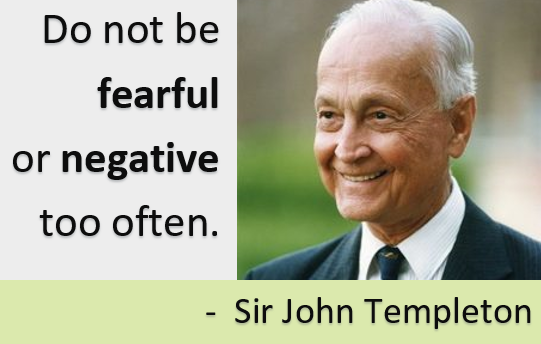 Do not be
fearful
or negative
too often.
- Sir John Templeton